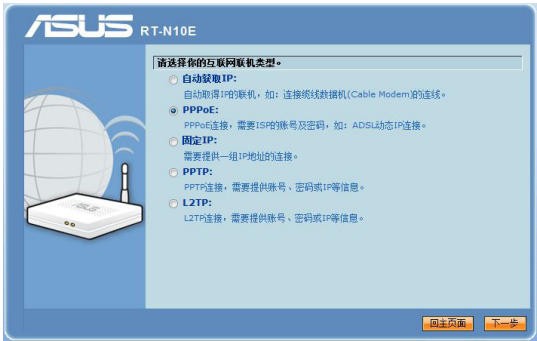 ASUS RT-N10E
请选择你的互联网联机类型。
自动获取IP:
自动取得IP的联机，如：连接缆线数据机(Cable Modem)的连线。
PPPoE:
PPPoE连接，需要ISP的账号及密码，如：ADSL动态IP连接。
固定IP:
需要提供一组IP地址的连接。
PPTP:
PPTP连接，需要提供账号、密码或IP等信息。
L2TP:
L2TP连接，需要提供账号、密码或IP等信息。
ASUS
回主页面 下一步